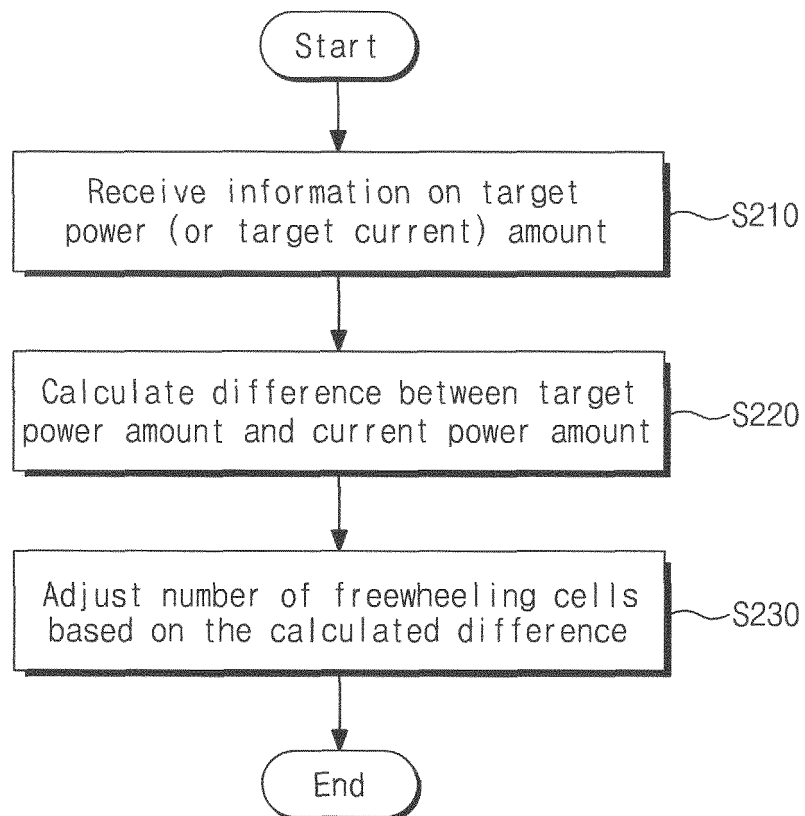 Start
Receive information on target
power (or target current) amount
S210
Calculate difference between target
power amount and current power amount
S220
Adjust number of freewheeling cells
based on the calculated difference
S230
End